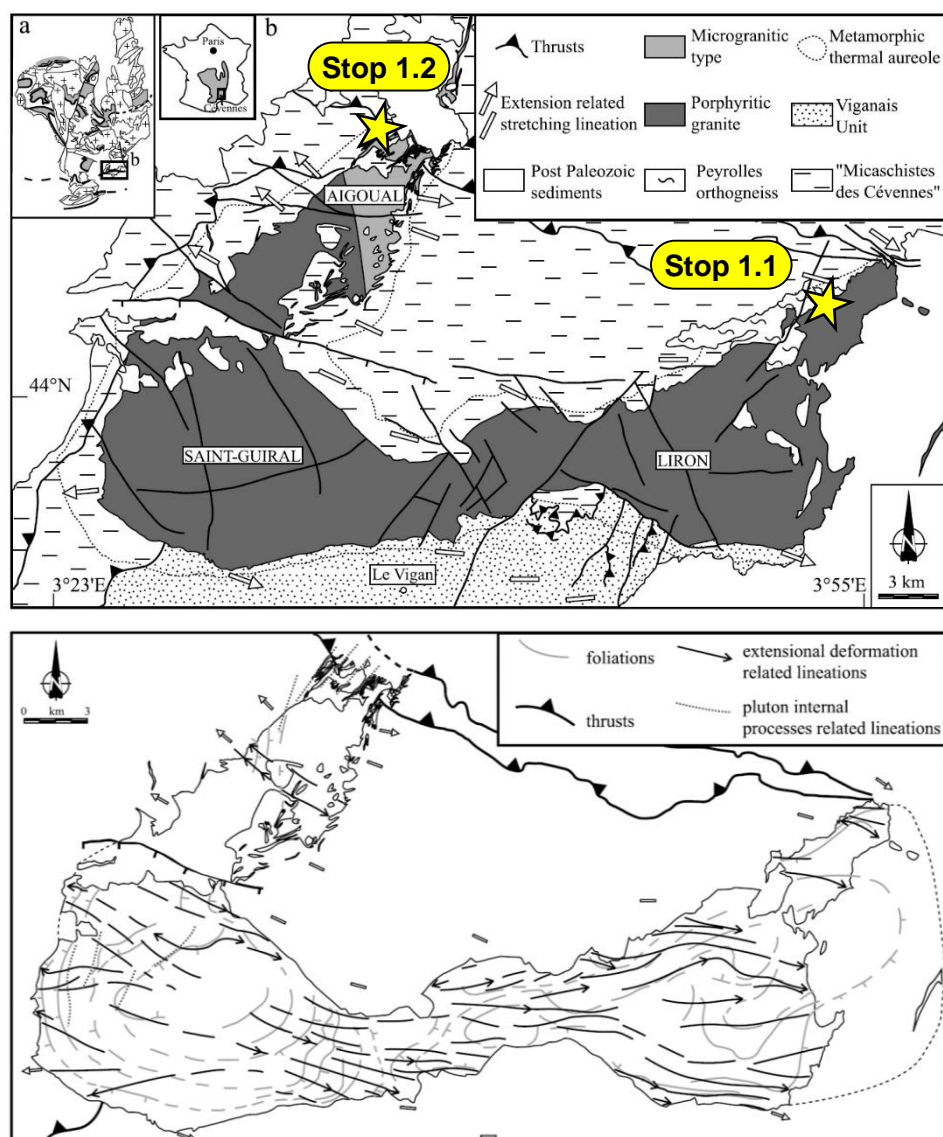 a
Paris
Cévennes
b
b
Stop 1.2
Thrusts
Microgranitic
type
Metamorphic
thermal aureole
Extension related
stretching lineation
Porphyritic
granite
Viganais
Unit
Post Paleozoic
sediments
Peyrolles
orthogneiss
"Micaschistes
des Cévennes"
AIGOUAL
Stop 1.1
44°N
SAINT-GUIRAL
LIRON
Le Vigan
3°23'E
3°55'E
N
3 km
N
0 km 3
foliations
extensional deformation
related lineations
thrusts
pluton internal
processes related lineations